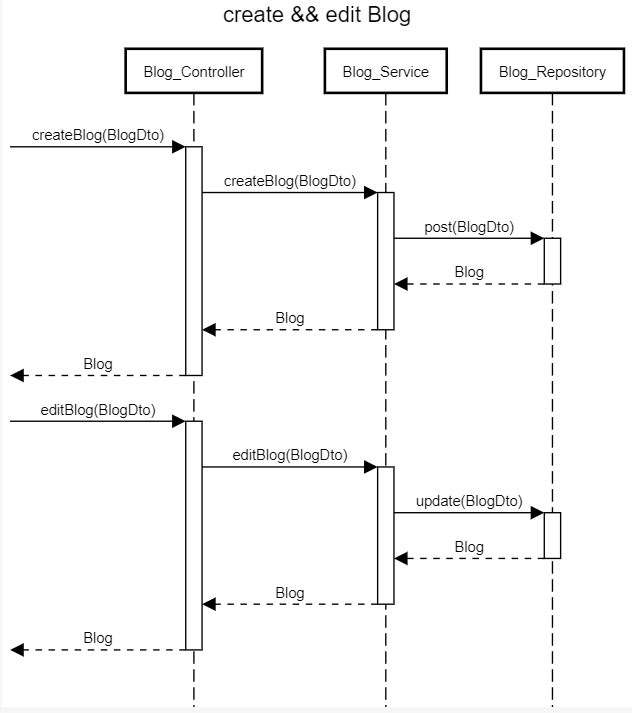 create && edit Blog
Blog_Controller
Blog_Service
Blog_Repository
createBlog(BlogDto)
createBlog(BlogDto)
post(BlogDto)
Blog
Blog
Blog
editBlog(BlogDto)
editBlog(BlogDto)
update(BlogDto)
Blog
Blog
Blog